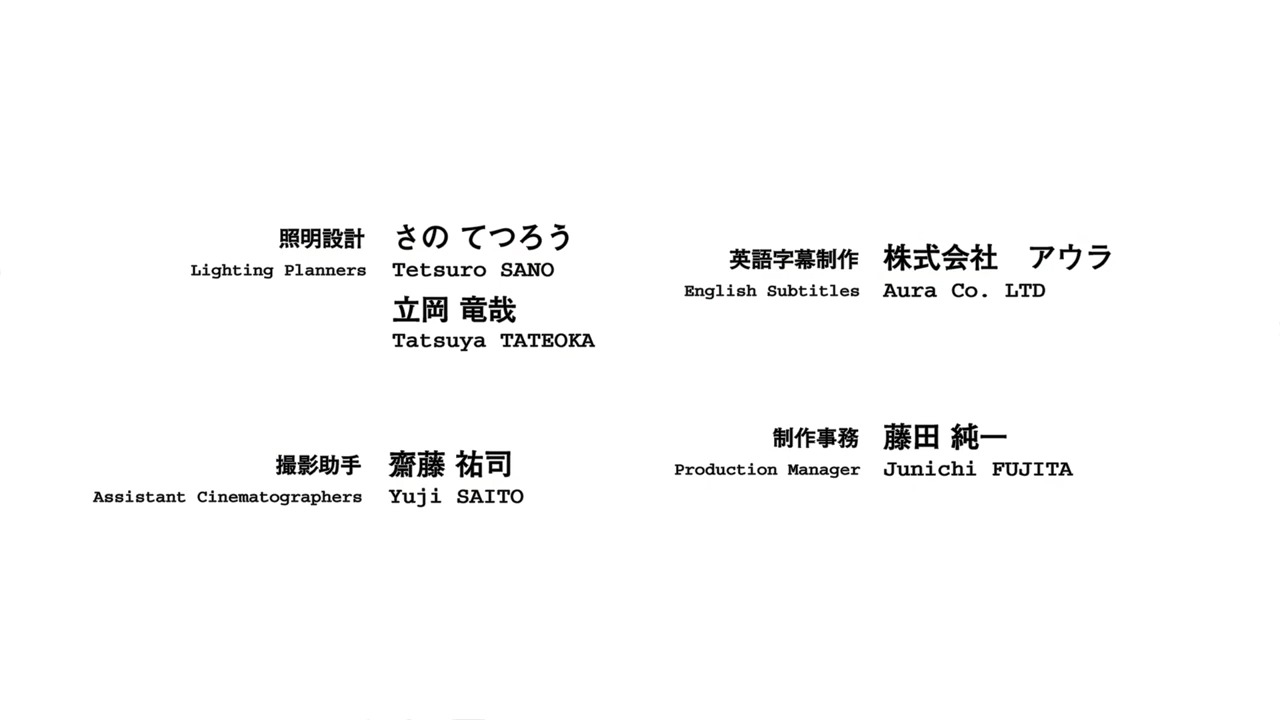 照明設計 さの てつろう
Lighting Planners Tetsuro SANO
立岡 竜哉
Tatsuya TATEOKA
撮影助手 齋藤 祐司
Assistant Cinematographers Yuji SAITO
英語字幕制作 株式会社　アウラ
English Subtitles Aura Co. LTD
制作事務 藤田 純一
Production Manager Junichi FUJITA